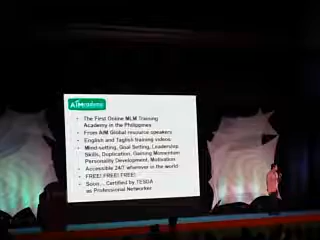 AIMcademy
• The First Online MLM Training
Academy in the Philippines
• From AIM Global resource speakers
• English and Taglish training videos
• Mind-setting, Goal Setting, Leadership
Skills, Duplication, Gaining Momentum
Personality Development, Motivation
• Accessible 24/7 wherever in the world
• FREE! FREE! FREE!
• Soon... Certified by TESDA
as Professional Networker